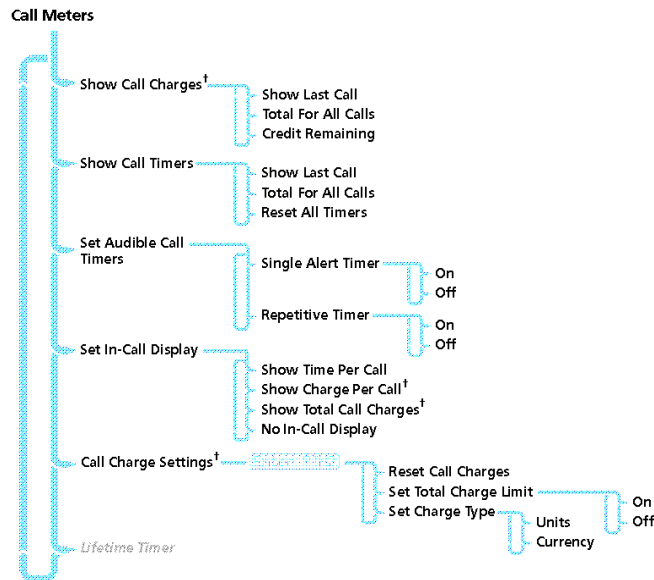 Call Meters
Show Call Charges†
Show Last Call
Total For All Calls
Credit Remaining
Show Call Timers
Show Last Call
Total For All Calls
Reset All Timers
Set Audible Call
Timers
Single Alert Timer
On
Off
Repetitive Timer
On
Off
Set In-Call Display
Show Time Per Call
Show Charge Per Call†
Show Total Call Charges†
No In-Call Display
Call Charge Settings†
Reset Call Charges
Set Total Charge Limit
On
Off
Set Charge Type
Units
Currency
Lifetime Timer